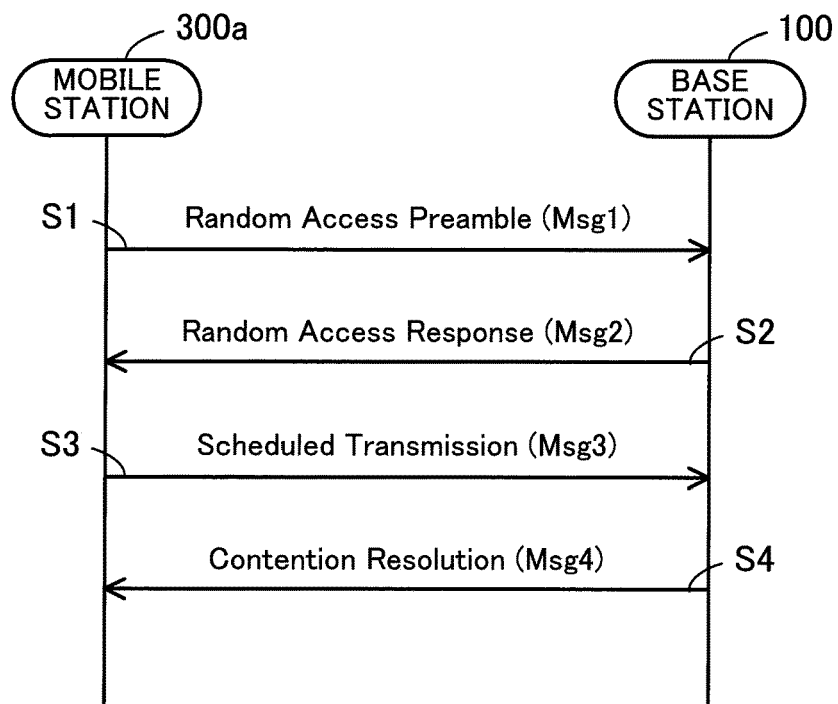 300a
100
MOBILE
STATION
BASE
STATION
S1
Random Access Preamble (Msg1)
Random Access Response (Msg2)
S2
S3
Scheduled Transmission (Msg3)
Contention Resolution (Msg4)
S4